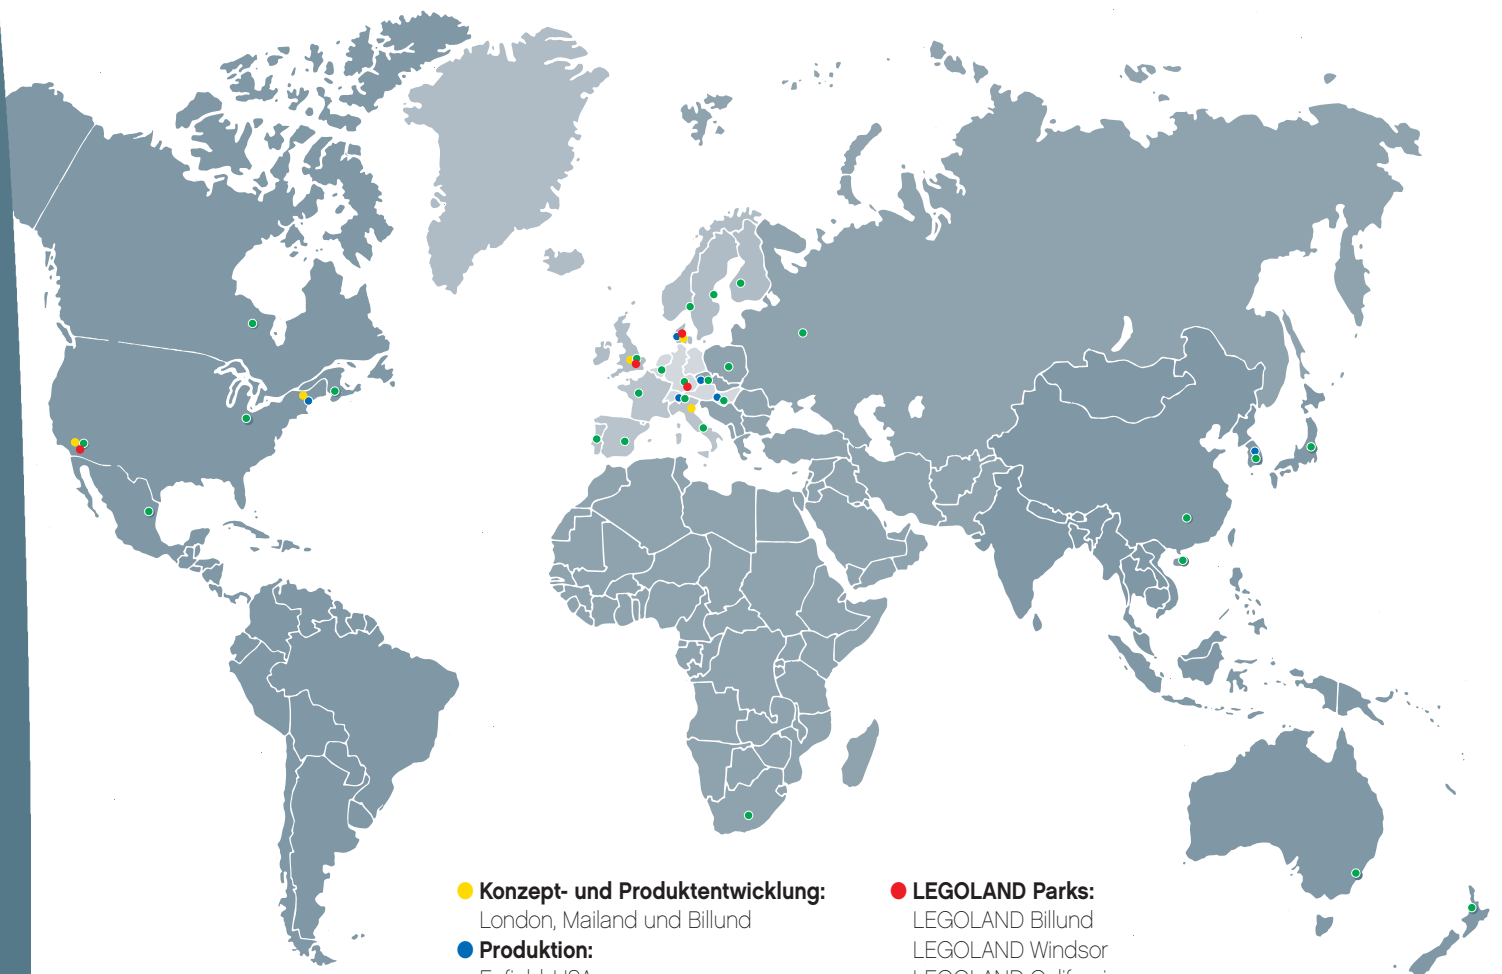 Konzept- und Produktentwicklung:
London, Mailand und Billund
Produktion:
LEGOLAND Parks:
LEGOLAND Billund
LEGOLAND Windsor